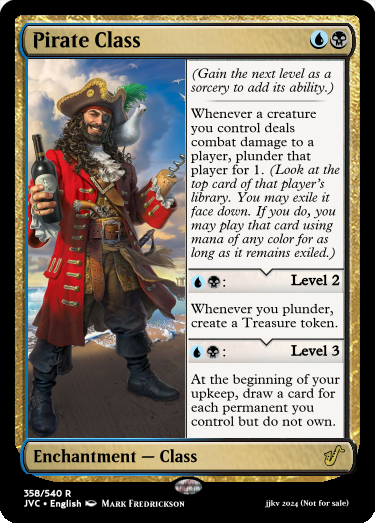 Pirate Class
(Gain the next level as a
sorcery to add its ability.)
Whenever a creature
you control deals
combat damage to a
player, plunder that
player for 1. (Look at the
top card of that player's
library. You may exile it
face down. If you do, you
may play that card using
mana of any color for as
long as it remains exiled.)
: Level 2
Whenever you plunder,
create a Treasure token.
: Level 3
At the beginning of your
upkeep, draw a card for
each permanent you
control but do not own.
Enchantment — Class
358/540 R
JVC • English Mark Fredrickson
jjkv 2024 (Not for sale)